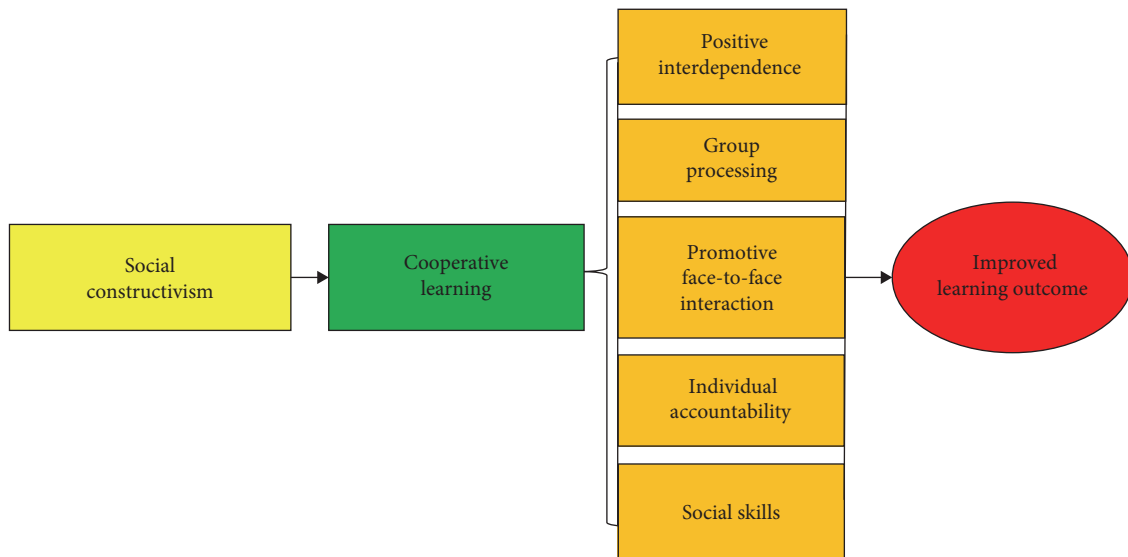 Social
constructivism
Cooperative
learning
Positive
interdependence
Group
processing
Promotive
face-to-face
interaction
Individual
accountability
Social skills
Improved
learning outcome